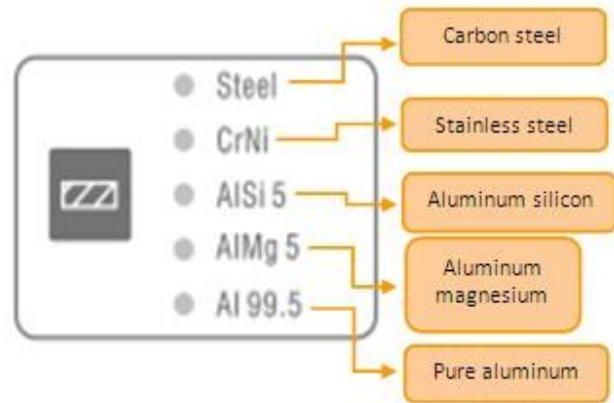 Steel
CrNi
AlSi 5
AlMg 5
Al 99.5
Carbon steel
Stainless steel
Aluminum silicon
Aluminum
magnesium
Pure aluminum